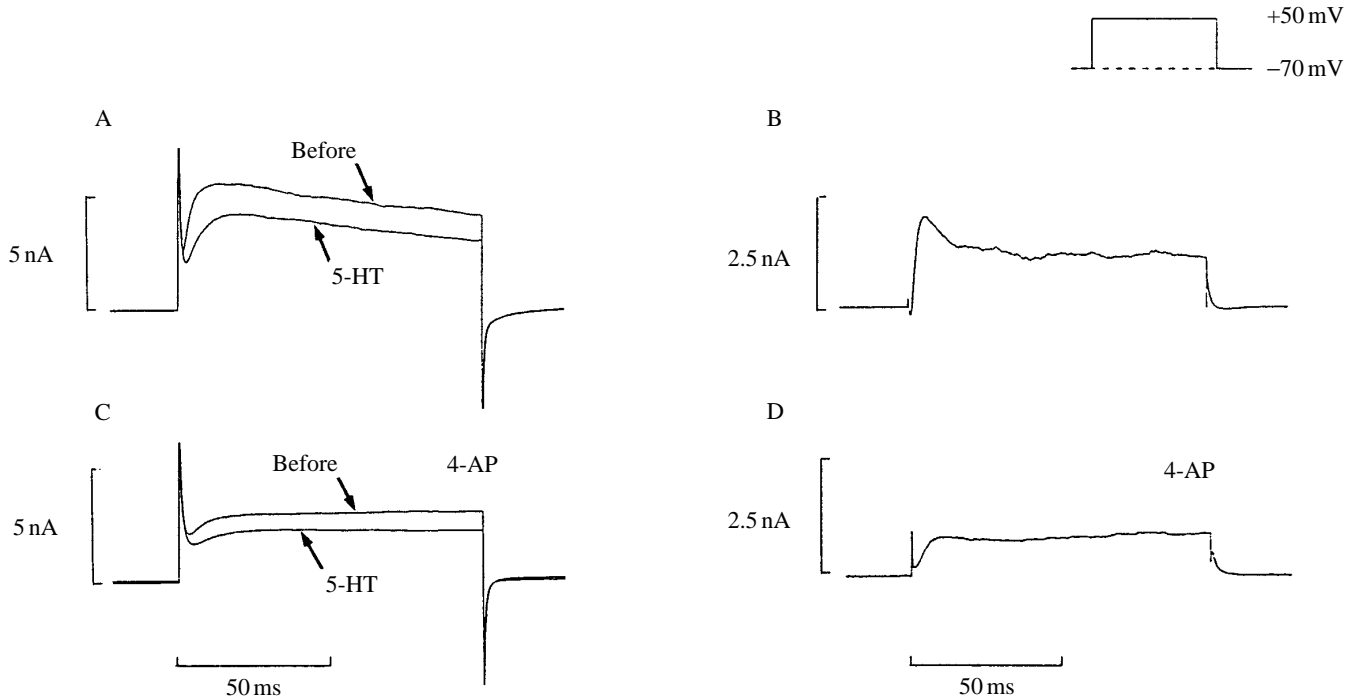 +50 mV
−70 mV
A
B
Before
5 nA
5-HT
2.5 nA
C
D
Before
4-AP
4-AP
5 nA
2.5 nA
5-HT
50 ms
50 ms